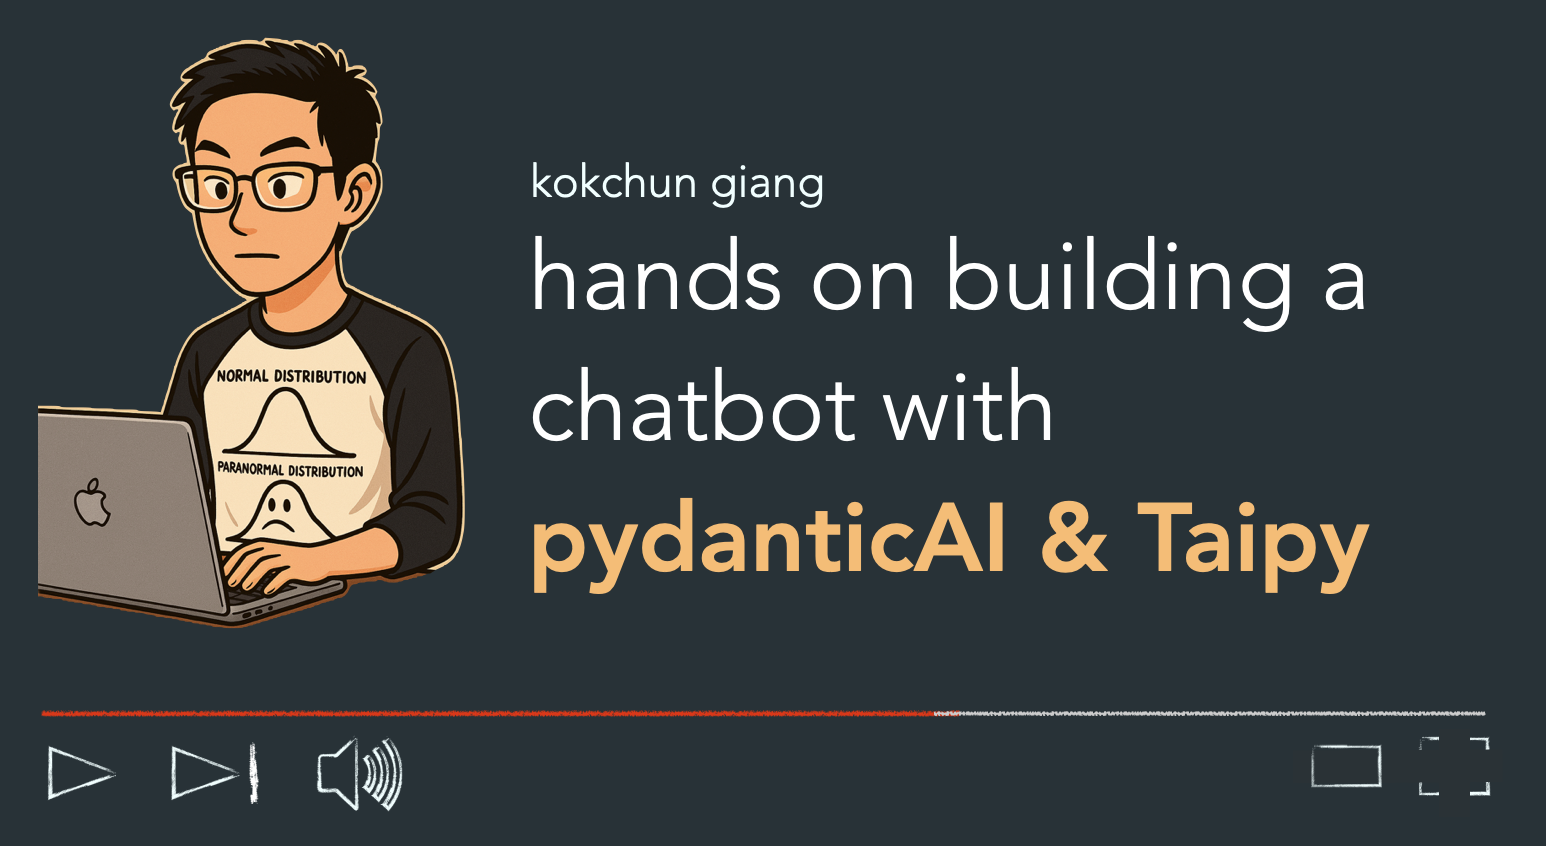 kokchun giang
hands on building a
chatbot with
pydanticAI & Taipy
NORMAL DISTRIBUTION
PARANORMAL DISTRIBUTION